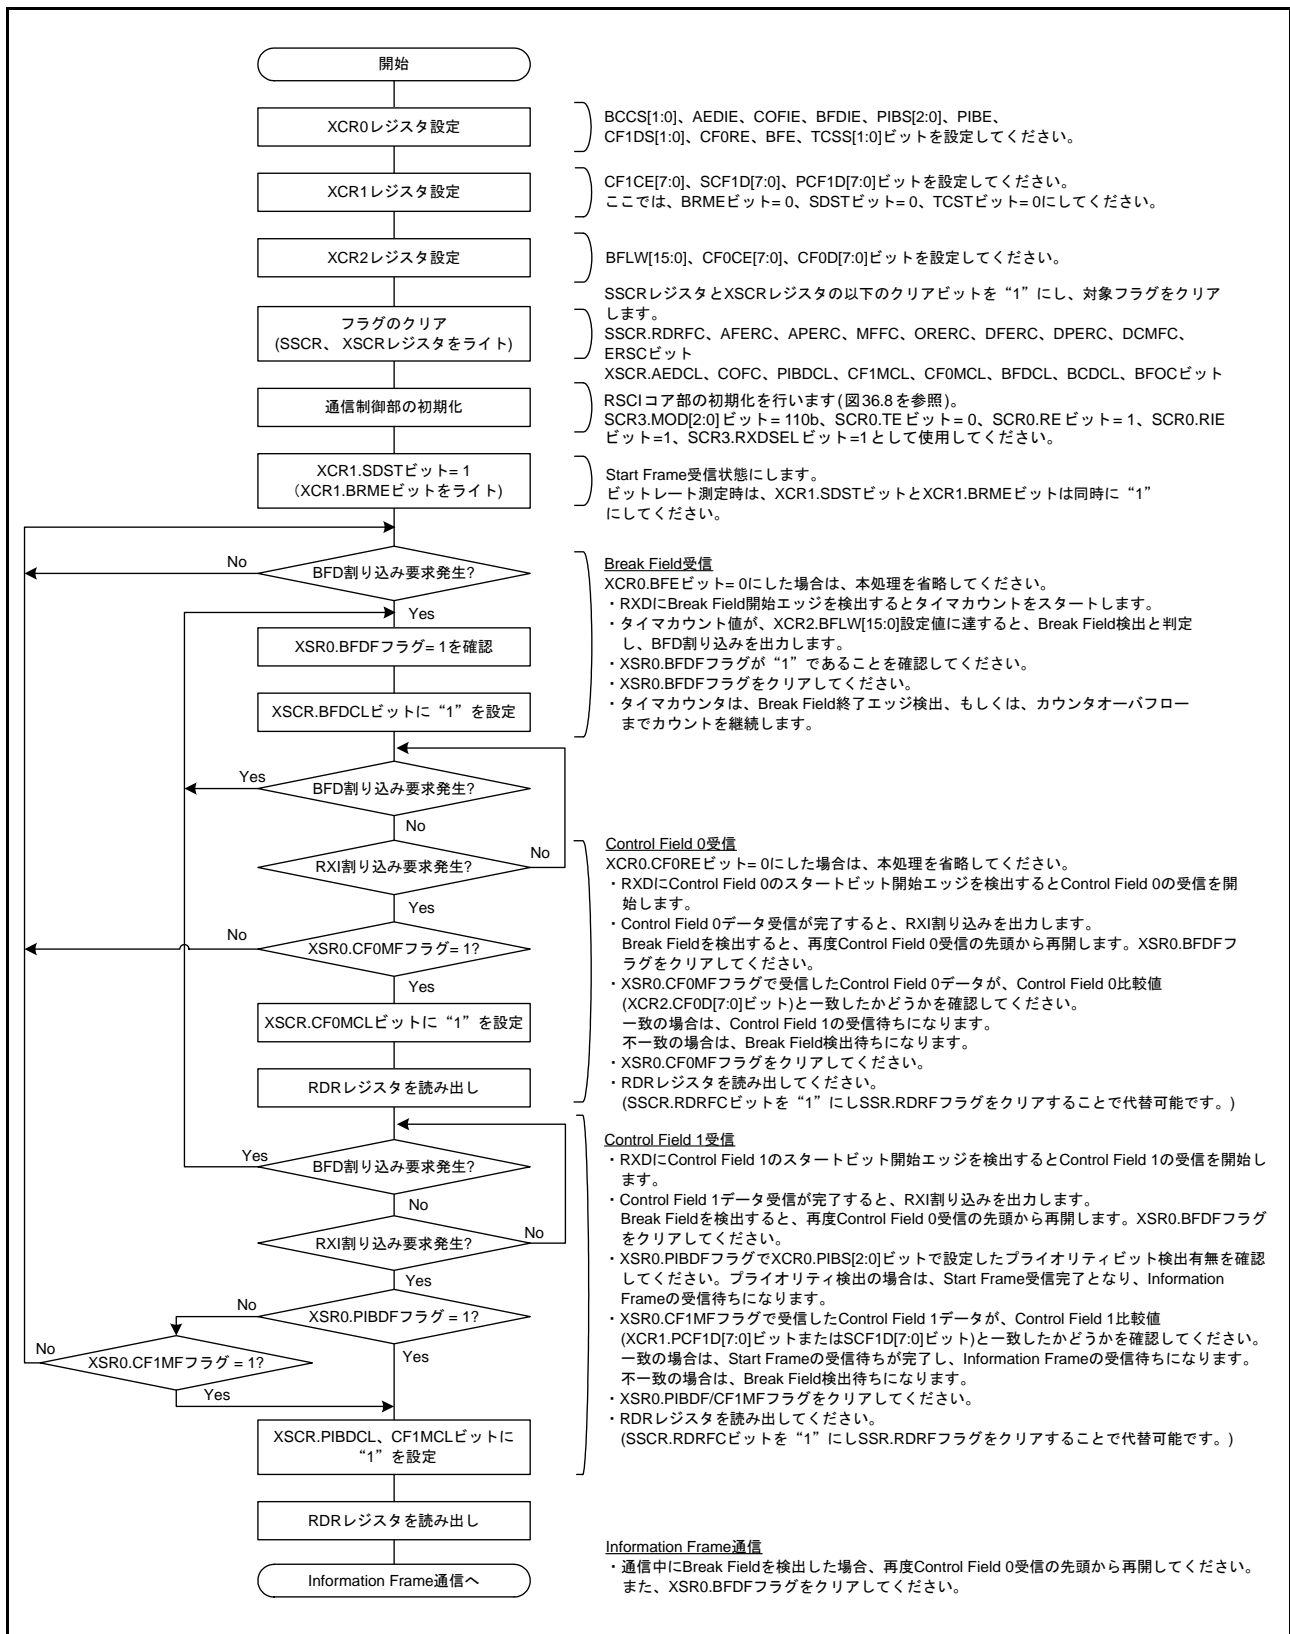 開始
XCR0レジスタ設定
BCCS[1:0]、AEDIE、COFIE、BFDIE、PIBS[2:0]、PIBE、
CF1DS[1:0]、CF0RE、BFE、TCSS[1:0]ビットを設定してください。
XCR1レジスタ設定
CF1CE[7:0]、SCF1D[7:0]、PCF1D[7:0]ビットを設定してください。
ここでは、BRMEビット= 0、SDSTビット= 0、TCSTビット= 0にしてください。
XCR2レジスタ設定
BFLW[15:0]、CF0CE[7:0]、CF0D[7:0]ビットを設定してください。
フラグのクリア
(SSCR、 XSCRレジスタをライト)
SSCRレジスタとXSCRレジスタの以下のクリアビットを“1”にし、対象フラグをクリア
します。
SSCR.RDRFC、AFERC、APERC、MFFC、ORERC、DFERC、DPERC、DCMFC、
ERSCビット
XSCR.AEDCL、COFC、PIBDCL、CF1MCL、CF0MCL、BFDCL、BCDCL、BFOCビット
通信制御部の初期化
RSCIコア部の初期化を行います(図36.8を参照)。
SCR3.MOD[2:0]ビット= 110b、SCR0.TEビット= 0、SCR0.REビット= 1、SCR0.RIE
ビット=1、SCR3.RXDSELビット=1として使用してください。
XCR1.SDSTビット= 1
（XCR1.BRMEビットをライト)
Start Frame受信状態にします。
ビットレート測定時は、XCR1.SDSTビットとXCR1.BRMEビットは同時に“1”
にしてください。
No
BFD割り込み要求発生?
Yes
XSR0.BFDFフラグ= 1を確認
XSCR.BFDCLビットに“1”を設定
Break Field受信
XCR0.BFEビット= 0にした場合は、本処理を省略してください。
・RXDにBreak Field開始エッジを検出するとタイマカウントをスタートします。
・タイマカウント値が、XCR2.BFLW[15:0]設定値に達すると、Break Field検出と判定
し、BFD割り込みを出力します。
・XSR0.BFDFフラグが“1”であることを確認してください。
・XSR0.BFDFフラグをクリアしてください。
・タイマカウンタは、Break Field終了エッジ検出、もしくは、カウンタオーバフロー
までカウントを継続します。
Yes
BFD割り込み要求発生?
No
RXI割り込み要求発生?
No
Yes
No
XSR0.CF0MFフラグ= 1?
Yes
XSCR.CF0MCLビットに“1”を設定
RDRレジスタを読み出し
Control Field 0受信
XCR0.CF0REビット= 0にした場合は、本処理を省略してください。
・RXDにControl Field 0のスタートビット開始エッジを検出するとControl Field 0の受信を開
始します。
・Control Field 0データ受信が完了すると、RXI割り込みを出力します。
Break Fieldを検出すると、再度Control Field 0受信の先頭から再開します。XSR0.BFDFフ
ラグをクリアしてください。
・XSR0.CF0MFフラグで受信したControl Field 0データが、Control Field 0比較値
(XCR2.CF0D[7:0]ビット)と一致したかどうかを確認してください。
一致の場合は、Control Field 1の受信待ちになります。
不一致の場合は、Break Field検出待ちになります。
・XSR0.CF0MFフラグをクリアしてください。
・RDRレジスタを読み出してください。
(SSCR.RDRFCビットを“1”にしSSR.RDRFフラグをクリアすることで代替可能です。)
Yes
BFD割り込み要求発生?
No
RXI割り込み要求発生?
No
Yes
No
XSR0.PIBDFフラグ = 1?
Yes
No
XSR0.CF1MFフラグ = 1?
Yes
XSCR.PIBDCL、CF1MCLビットに
“1”を設定
Control Field 1受信
・RXDにControl Field 1のスタートビット開始エッジを検出するとControl Field 1の受信を開始し
ます。
・Control Field 1データ受信が完了すると、RXI割り込みを出力します。
Break Fieldを検出すると、再度Control Field 0受信の先頭から再開します。XSR0.BFDFフラグ
をクリアしてください。
・XSR0.PIBDFフラグでXCR0.PIBS[2:0]ビットで設定したプライオリティビット検出有無を確認
してください。プライオリティ検出の場合は、Start Frame受信完了となり、Information
Frameの受信待ちになります。
・XSR0.CF1MFフラグで受信したControl Field 1データが、Control Field 1比較値
(XCR1.PCF1D[7:0]ビットまたはSCF1D[7:0]ビット)と一致したかどうかを確認してください。
一致の場合は、Start Frameの受信待ちが完了し、Information Frameの受信待ちになります。
不一致の場合は、Break Field検出待ちになります。
・XSR0.PIBDF/CF1MFフラグをクリアしてください。
・RDRレジスタを読み出してください。
(SSCR.RDRFCビットを“1”にしSSR.RDRFフラグをクリアすることで代替可能です。)
RDRレジスタを読み出し
Information Frame通信へ
Information Frame通信
・通信中にBreak Fieldを検出した場合、再度Control Field 0受信の先頭から再開してください。
また、XSR0.BFDFフラグをクリアしてください。